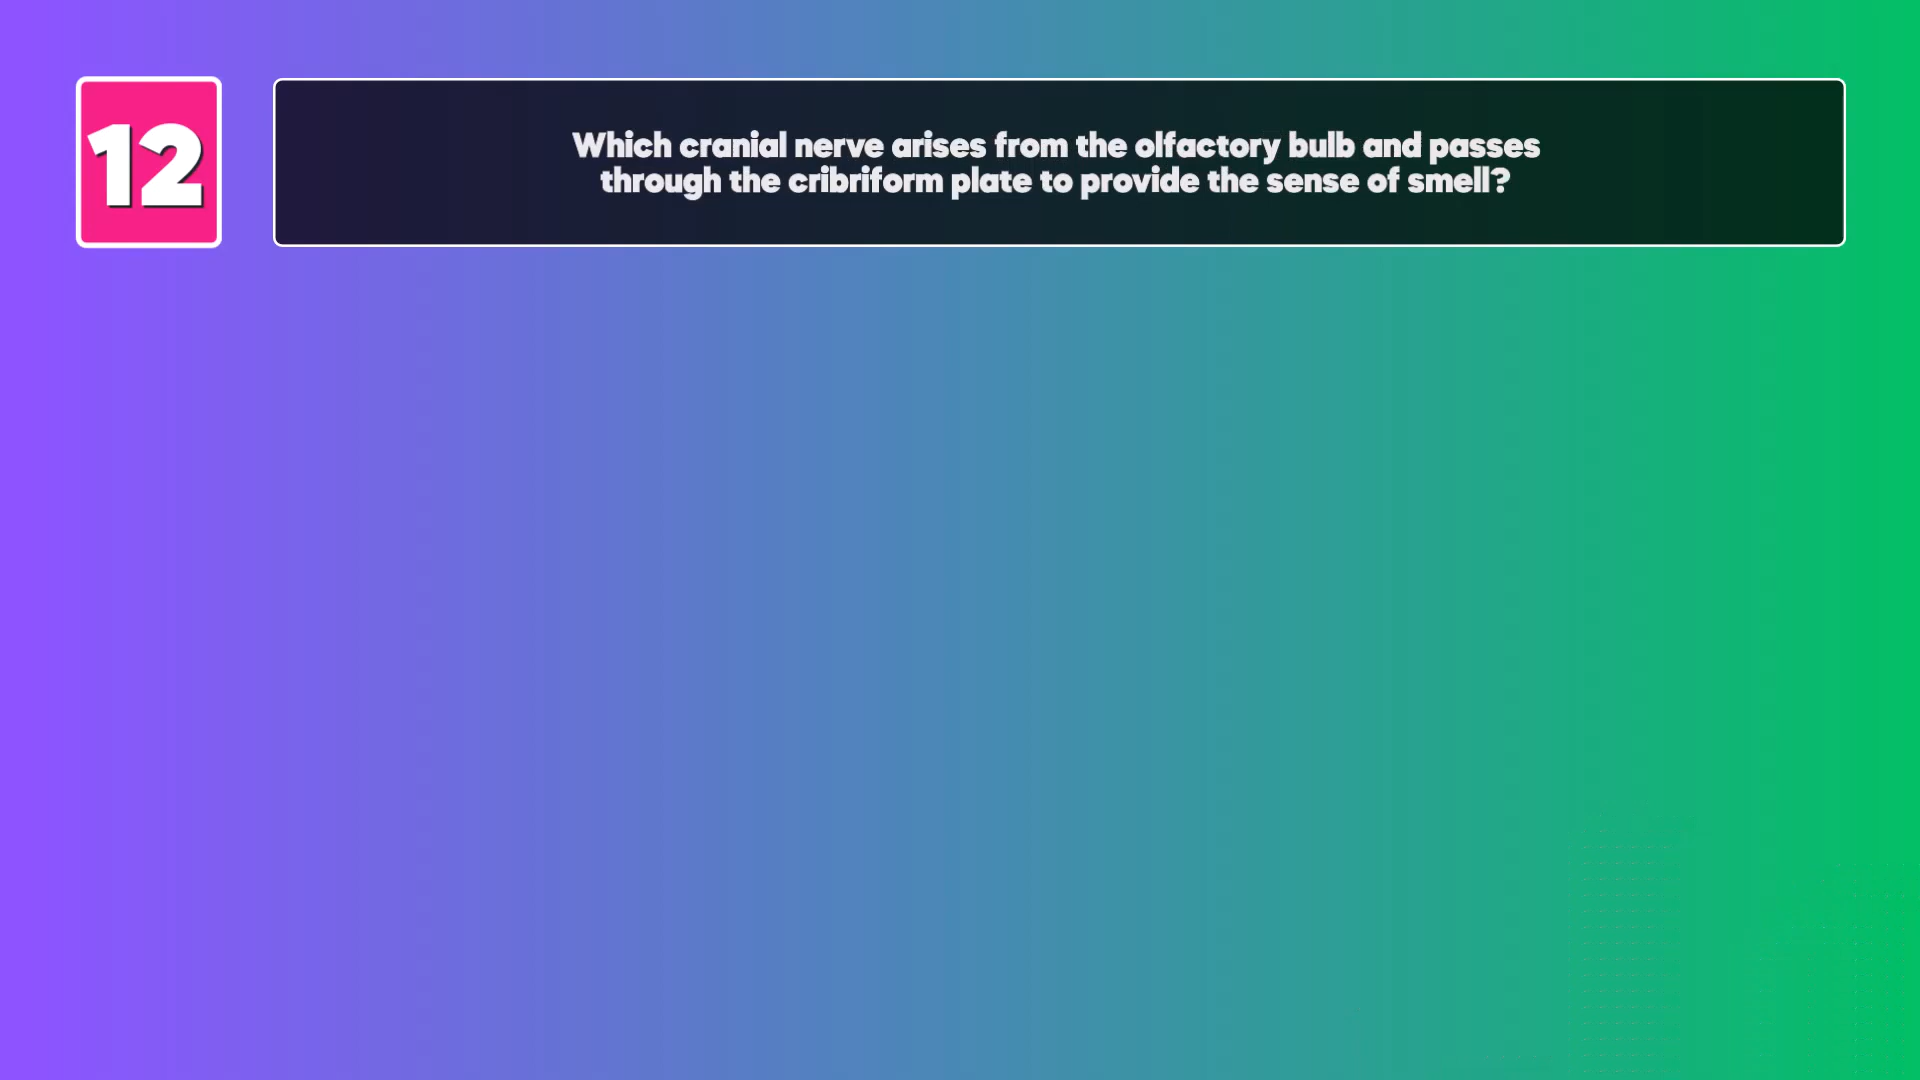 12
Which cranial nerve arises from the olfactory bulb and passes
through the cribriform plate to provide the sense of smell?